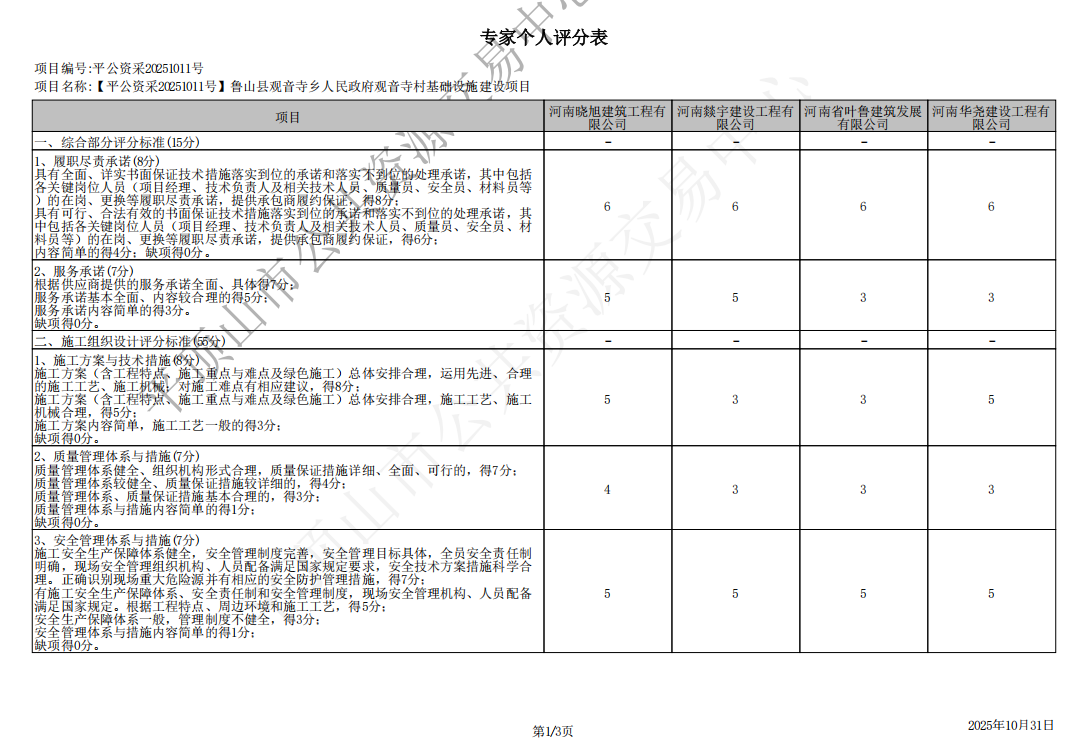 专家个人评分表
项目编号:平公资采20251011号
项目名称:【平公资采20251011号】鲁山县观音寺乡人民政府观音寺村基础设施建设项目
项目
河南晓旭建筑工程有
限公司
河南燚宇建设工程有
限公司
河南省叶鲁建筑发展
有限公司
河南华尧建设工程有
限公司
一、综合部分评分标准(15分)
-
-
-
-
1、履职尽责承诺(8分)
具有全面、详实书面保证技术措施落实到位的承诺和落实不到位的处理承诺，其中包括
各关键岗位人员（项目经理、技术负责人及相关技术人员、质量员、安全员、材料员等
）的在岗、更换等履职尽责承诺，提供承包商履约保证，得8分；
具有可行、合法有效的书面保证技术措施落实到位的承诺和落实不到位的处理承诺，其
中包括各关键岗位人员（项目经理、技术负责人及相关技术人员、质量员、安全员、材
料员等）的在岗、更换等履职尽责承诺，提供承包商履约保证，得6分；
内容简单的得4分；缺项得0分。
6
6
6
6
2、服务承诺(7分)
根据供应商提供的服务承诺全面、具体得7分；
服务承诺基本全面、内容较合理的得5分；
服务承诺内容简单的得3分。
缺项得0分。
5
5
3
3
二、施工组织设计评分标准(55分)
-
-
-
-
1、施工方案与技术措施(8分)
施工方案（含工程特点、施工重点与难点及绿色施工）总体安排合理，运用先进、合理
的施工工艺、施工机械；对施工难点有相应建议，得8分；
施工方案（含工程特点、施工重点与难点及绿色施工）总体安排合理，施工工艺、施工
机械合理，得5分；
施工方案内容简单，施工工艺一般的得3分；
缺项得0分。
5
3
3
5
2、质量管理体系与措施(7分)
质量管理体系健全、组织机构形式合理，质量保证措施详细、全面、可行的，得7分；
质量管理体系较健全、质量保证措施较详细的，得4分；
质量管理体系、质量保证措施基本合理的，得3分；
质量管理体系与措施内容简单的得1分；
缺项得0分。
4
3
3
3
3、安全管理体系与措施(7分)
施工安全生产保障体系健全，安全管理制度完善，安全管理目标具体，全员安全责任制
明确，现场安全管理组织机构、人员配备满足国家规定要求，安全技术方案措施科学合
理。正确识别现场重大危险源并有相应的安全防护管理措施，得7分；
有施工安全生产保障体系、安全责任制和安全管理制度，现场安全管理机构、人员配备
满足国家规定。根据工程特点、周边环境和施工工艺，得5分；
安全生产保障体系一般，管理制度不健全，得3分；
安全管理体系与措施内容简单的得1分；
缺项得0分。
5
5
5
5
平顶山市公共资源交易中心
平顶山市公共资源交易中心
第1/3页
2025年10月31日